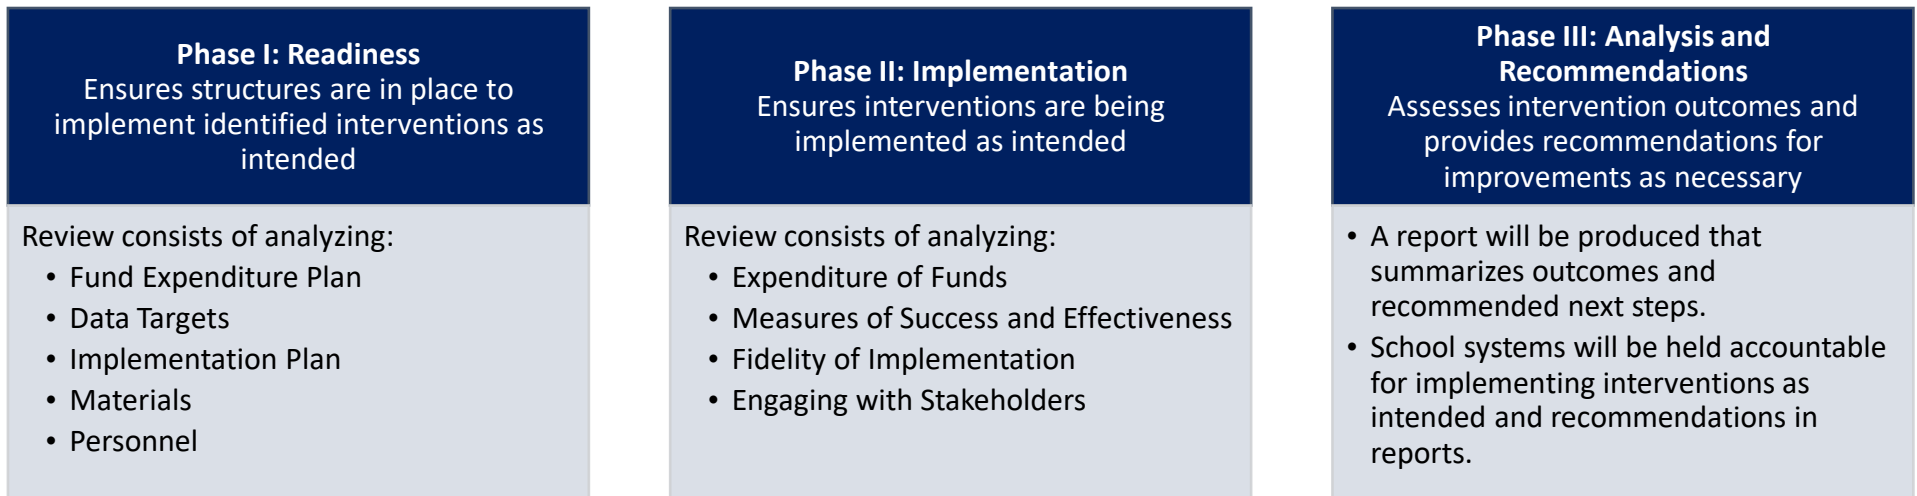 Phase I: Readiness
Ensures structures are in place to
implement identified interventions as
intended
Review consists of analyzing:
• Fund Expenditure Plan
• Data Targets
• Implementation Plan
• Materials
• Personnel
Phase II: Implementation
Ensures interventions are being
implemented as intended
Review consists of analyzing:
• Expenditure of Funds
• Measures of Success and Effectiveness
• Fidelity of Implementation
• Engaging with Stakeholders
Phase III: Analysis and
Recommendations
Assesses intervention outcomes and
provides recommendations for
improvements as necessary
• A report will be produced that
summarizes outcomes and
recommended next steps.
• School systems will be held accountable
for implementing interventions as
intended and recommendations in
reports.